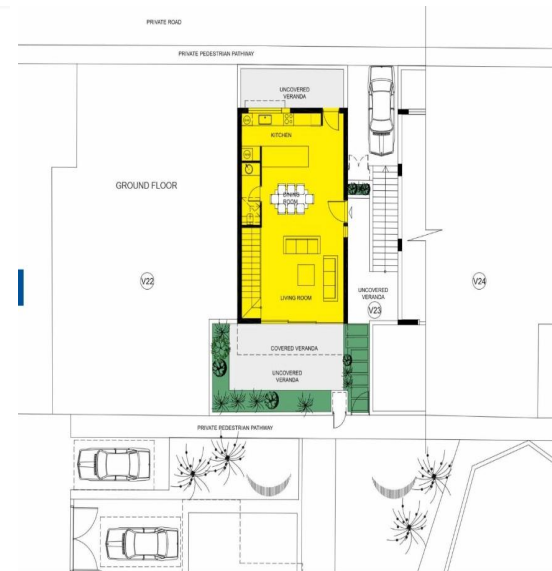 PRIVATE ROAD
PRIVATE PEDESTRIAN PATHWAY
UNCOVERED
VERANDA
KITCHEN
GROUND FLOOR
DINING
ROOM
V22
V24
UNCOVERED
VERANDA
V23
LIVING ROOM
COVERED VERANDA
UNCOVERED
VERANDA
PRIVATE PEDESTRIAN PATHWAY